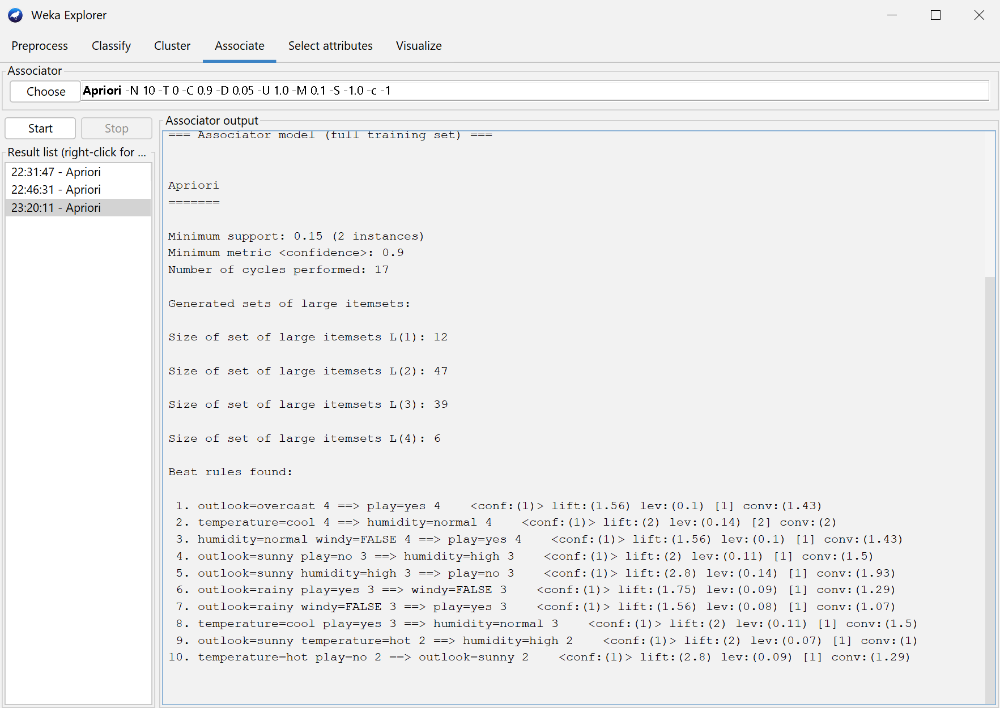 Weka Explorer
Preprocess Classify Cluster Associate Select attributes Visualize
Associator
Choose Apriori -N 10 -T 0 -C 0.9 -D 0.05 -U 1.0 -M 0.1 -S -1.0 -c -1
Start Stop
Result list (right-click for ...
22:31:47 - Apriori
22:46:31 - Apriori
23:20:11 - Apriori
Associator output
=== Associator model (full training set) ===
Apriori
=======
Minimum support: 0.15 (2 instances)
Minimum metric <confidence>: 0.9
Number of cycles performed: 17
Generated sets of large itemsets:
Size of set of large itemsets L(1): 12
Size of set of large itemsets L(2): 47
Size of set of large itemsets L(3): 39
Size of set of large itemsets L(4): 6
Best rules found:
1. outlook=overcast 4 ==> play=yes 4    <conf:(1)> lift:(1.56) lev:(0.1) [1] conv:(1.43)
2. temperature=cool 4 ==> humidity=normal 4    <conf:(1)> lift:(2) lev:(0.14) [2] conv:(2)
3. humidity=normal windy=FALSE 4 ==> play=yes 4    <conf:(1)> lift:(1.56) lev:(0.1) [1] conv:(1.43)
4. outlook=sunny play=no 3 ==> humidity=high 3    <conf:(1)> lift:(2) lev:(0.11) [1] conv:(1.5)
5. outlook=sunny humidity=high 3 ==> play=no 3    <conf:(1)> lift:(2.8) lev:(0.14) [1] conv:(1.93)
6. outlook=rainy play=yes 3 ==> windy=FALSE 3    <conf:(1)> lift:(1.75) lev:(0.09) [1] conv:(1.29)
7. outlook=rainy windy=FALSE 3 ==> play=yes 3    <conf:(1)> lift:(1.56) lev:(0.08) [1] conv:(1.07)
8. temperature=cool play=yes 3 ==> humidity=normal 3    <conf:(1)> lift:(2) lev:(0.11) [1] conv:(1.5)
9. outlook=sunny temperature=hot 2 ==> humidity=high 2    <conf:(1)> lift:(2) lev:(0.07) [1] conv:(1)
10. temperature=hot play=no 2 ==> outlook=sunny 2    <conf:(1)> lift:(2.8) lev:(0.09) [1] conv:(1.29)